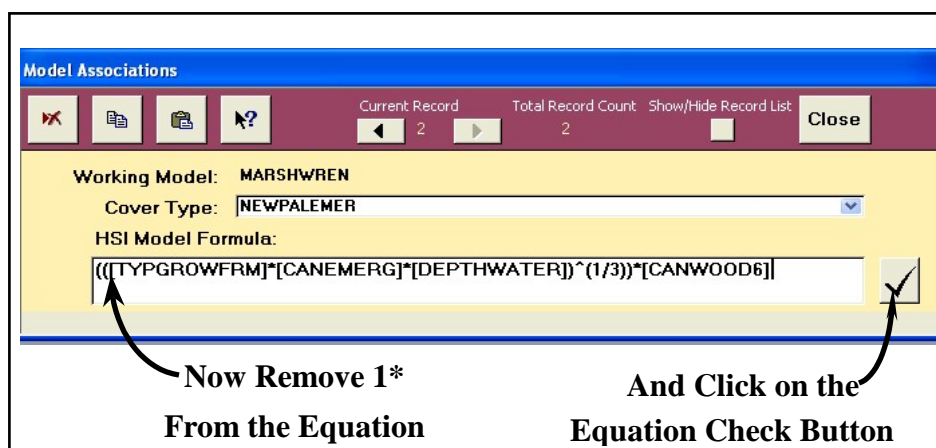 Model Associations
Current Record
Total Record Count
Show/Hide Record List
Close
2
2
Working Model: MARSHWREN
Cover Type: NEWPALEMER
HSI Model Formula:
(([TYPGROWFRM]*[CANEMERG]*[DEPTHWATER])^(1/3))*[CANWOOD6]
Now Remove 1*
From the Equation
And Click on the
Equation Check Button